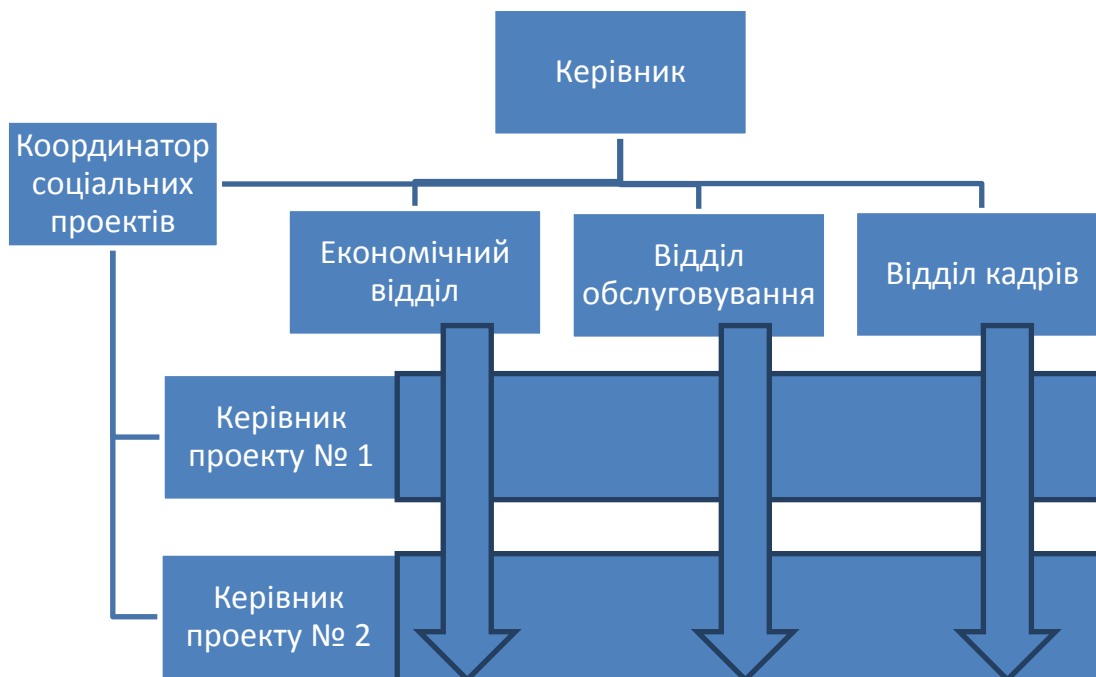 Керівник
Координатор
соціальних
проектів
Економічний
відділ
Відділ
обслуговування
Відділ кадрів
Керівник
проекту № 1
Керівник
проекту № 2